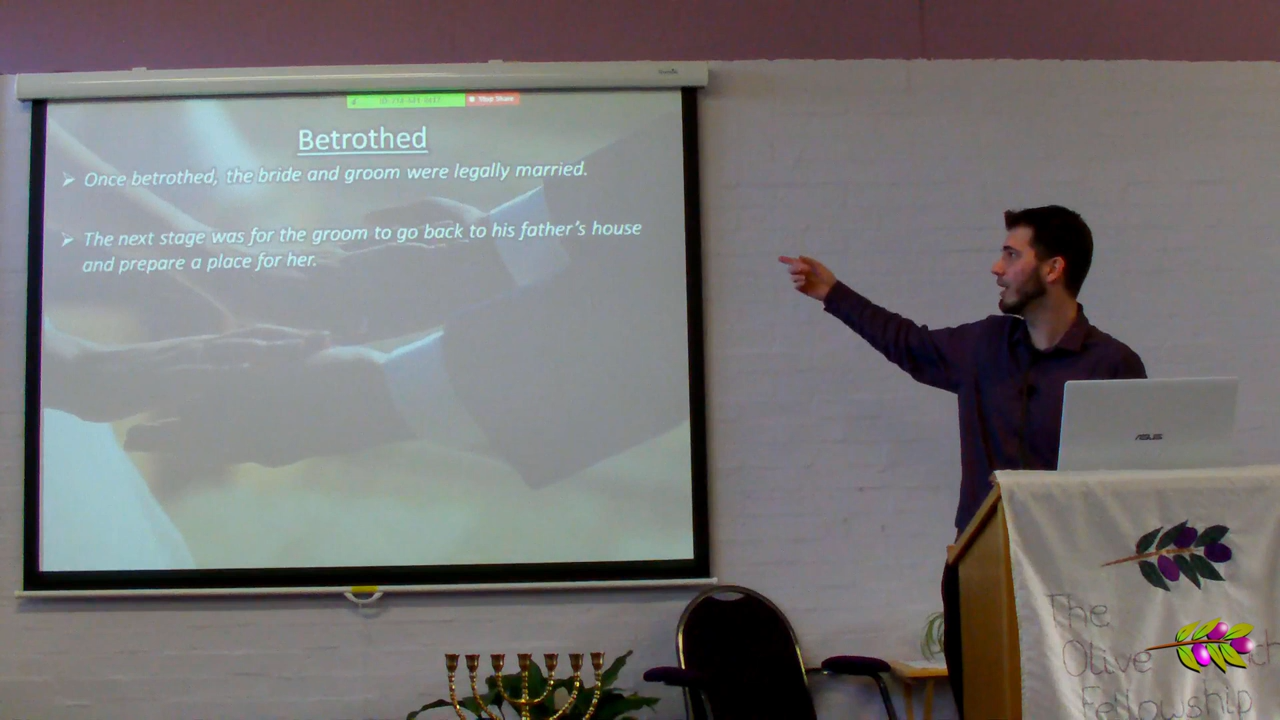 Stop Share
Betrothed
Once betrothed, the bride and groom were legally married.
The next stage was for the groom to go back to his father's house
and prepare a place for her.
ASUS
The
Olive
Fellowship